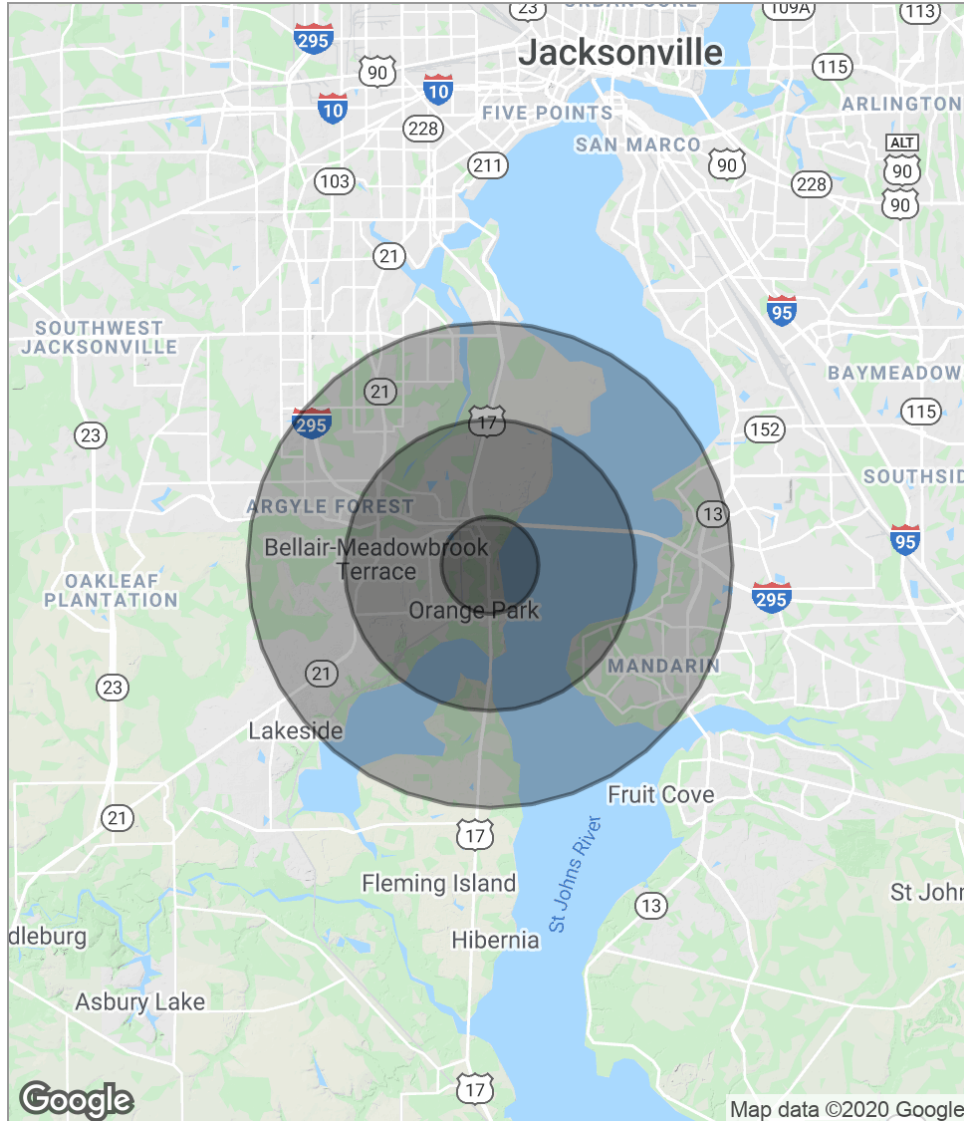 23
URBAN CORE
109A
113
295
Jacksonville
90
115
10
FIVE POINTS
ARLINGTON
228
SAN MARCO
ALT
211
90
90
103
228
90
21
95
SOUTHWEST
JACKSONVILLE
BAYMEADOW
21
115
17
295
152
23
SOUTHSID
ARGYLE FOREST
13
95
Bellair-Meadowbrook
Terrace
OAKLEAF
PLANTATION
295
Orange Park
MANDARIN
21
23
Lakeside
Fruit Cove
21
17
St Johns River
Fleming Island
St John
13
dleburg
Hibernia
Asbury Lake
17
Google
Map data ©2020 Google